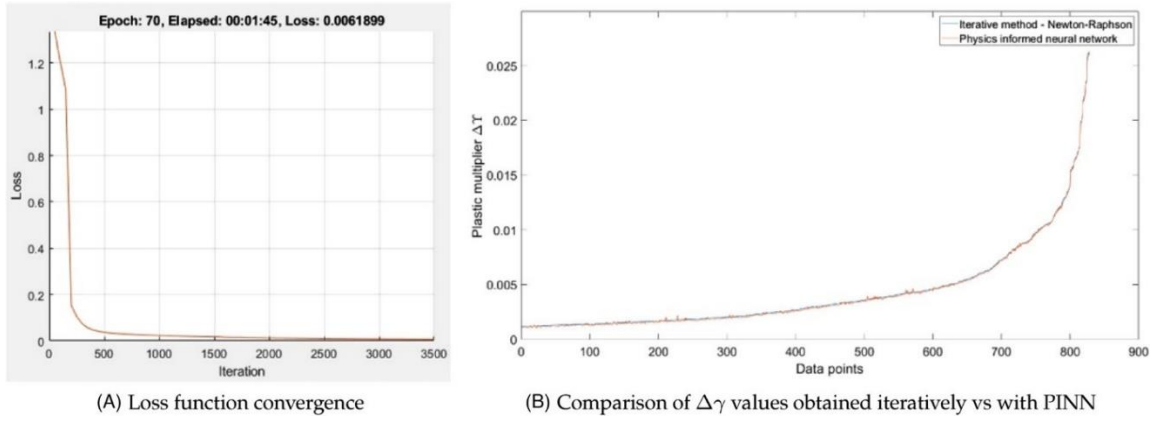 Epoch: 70, Elapsed: 00:01:45, Loss: 0.0061899
1.2
1
0.8
0.6
0.4
0.2
0
Loss
0 500 1000 1500 2000 2500 3000 3500
Iteration
(A) Loss function convergence
Iterative method - Newton-Raphson
Physics informed neural network
0.025
0.02
0.015
0.01
0.005
0
Plastic multiplier ΔΥ
0 100 200 300 400 500 600 700 800 900
Data points
(B) Comparison of Δγ values obtained iteratively vs with PINN